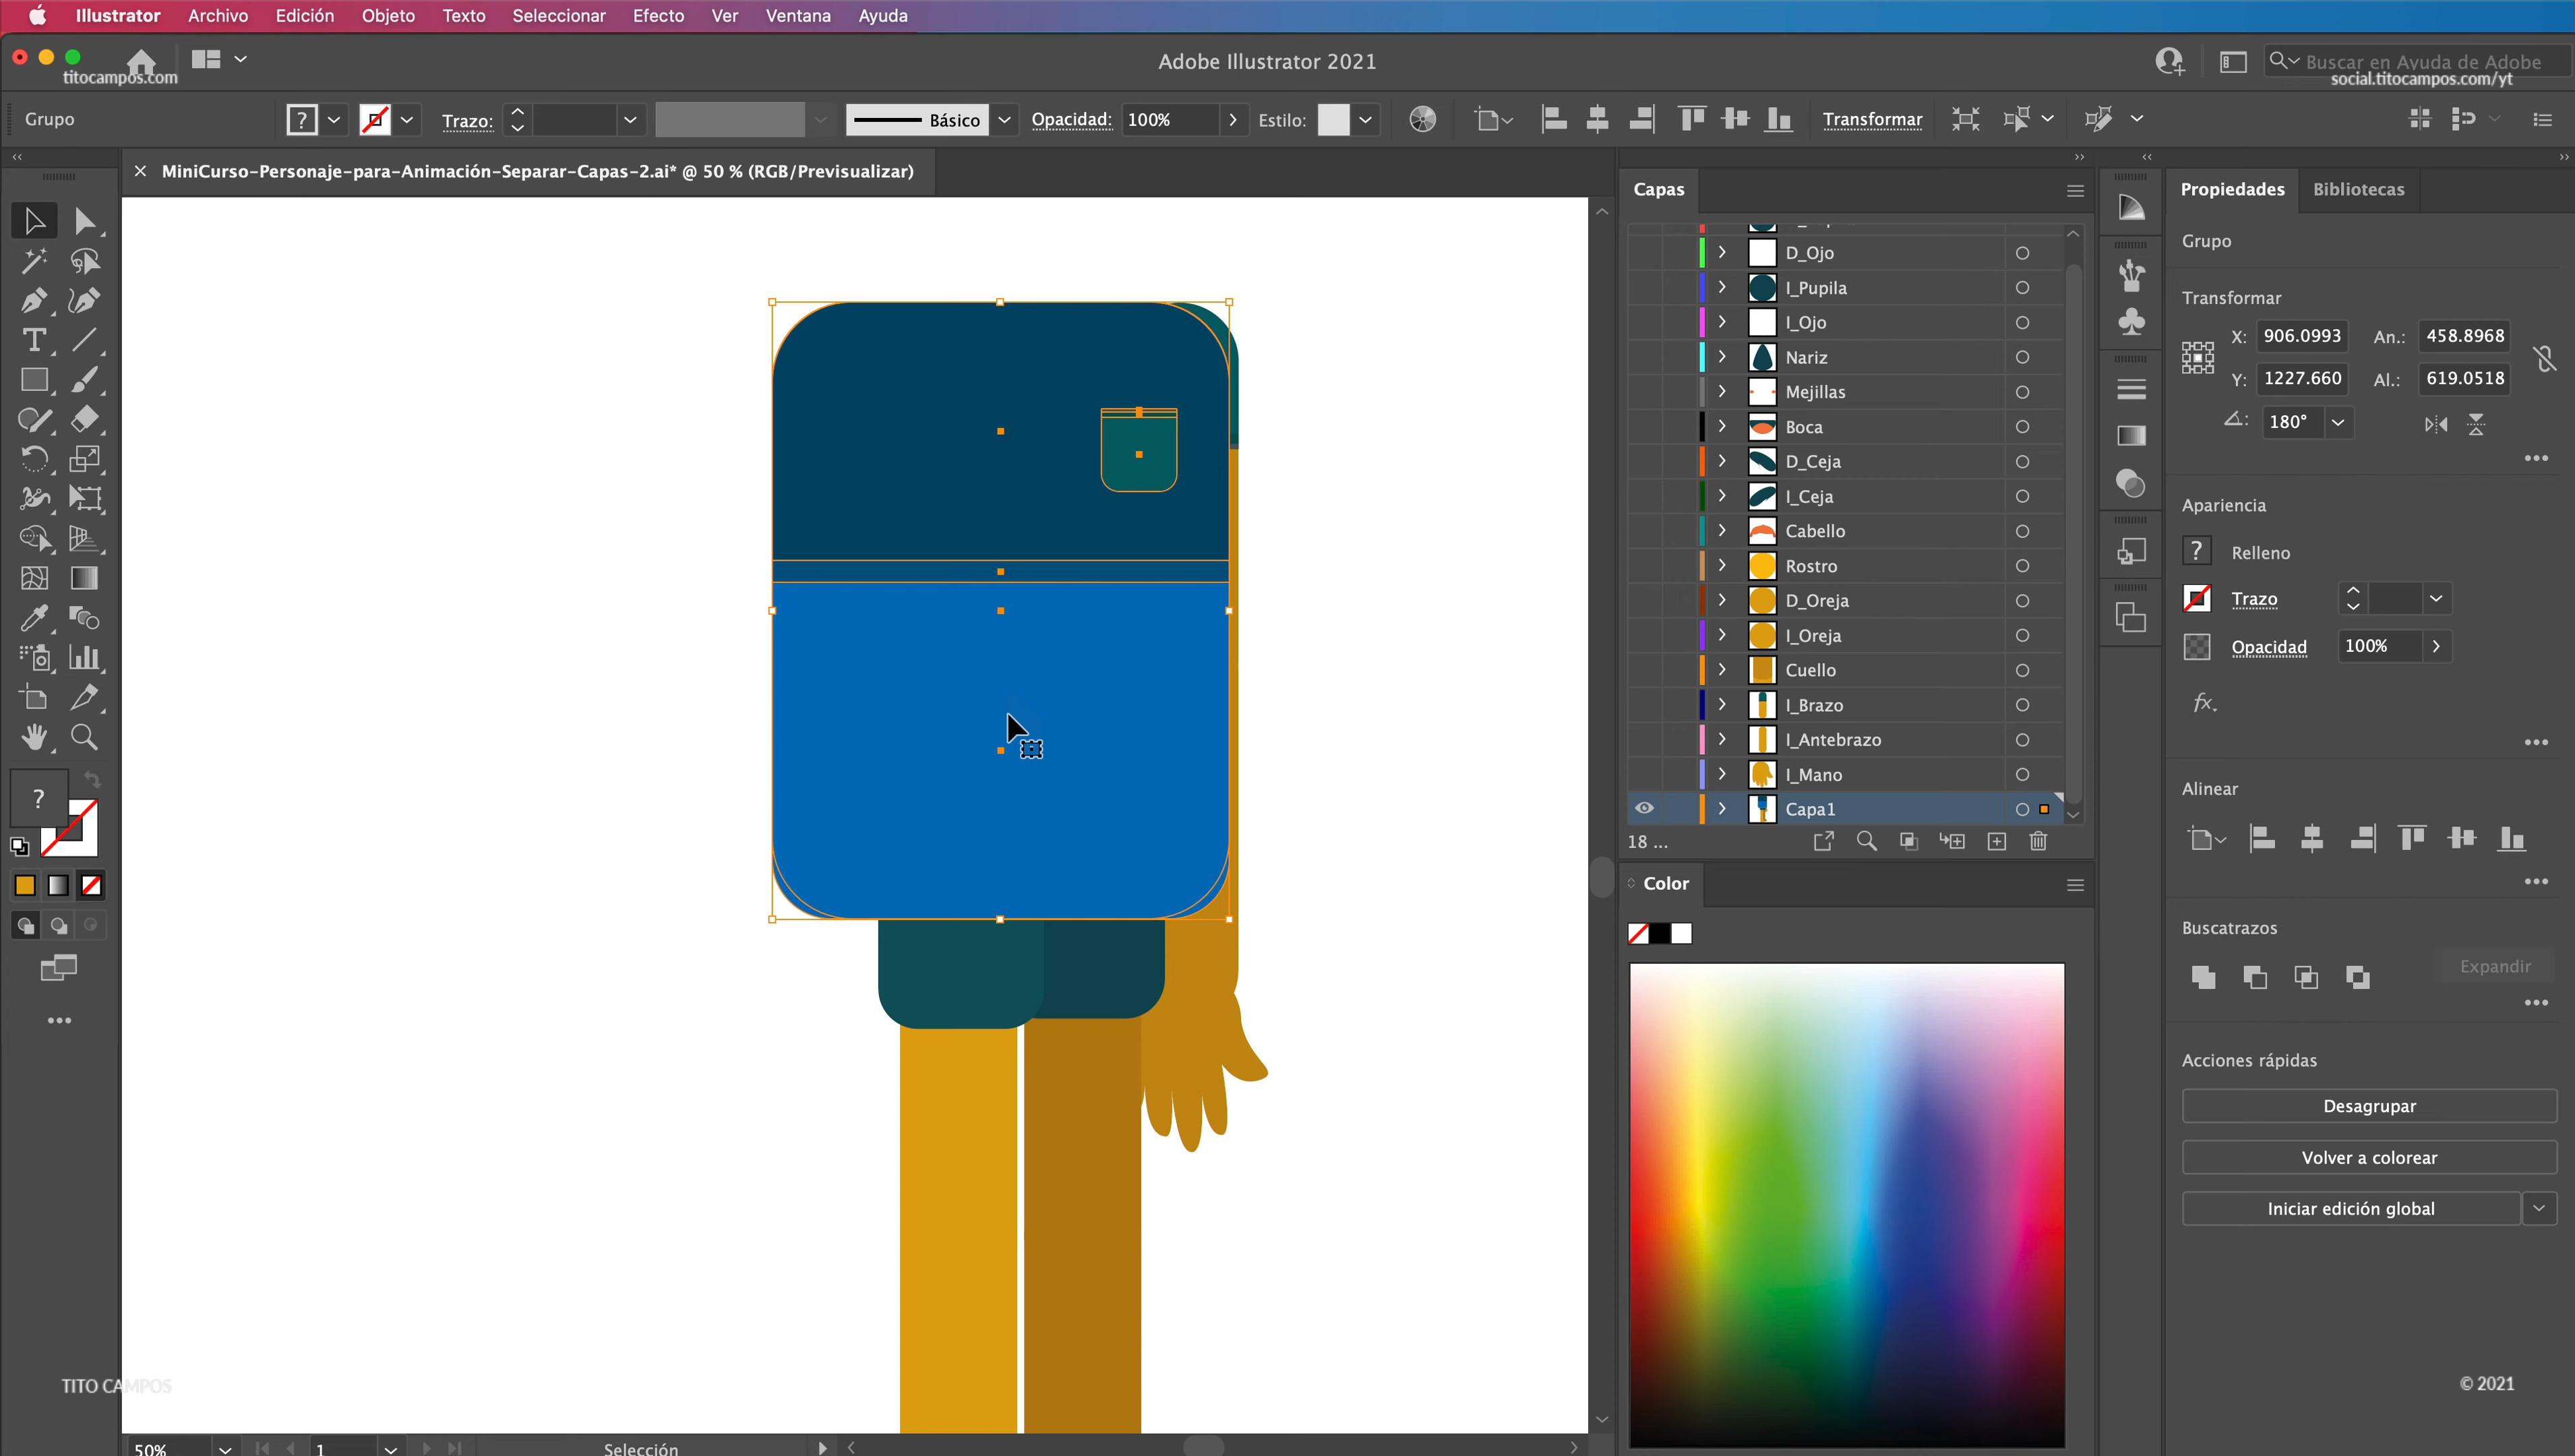 Illustrator Archivo Edición Objeto Texto Seleccionar Efecto Ver Ventana Ayuda
titocampos.com
Adobe Illustrator 2021
Buscar en Ayuda de Adobe
social.titocampos.com/yt
Grupo
?
Trazo:
Básico
Opacidad: 100%
Estilo:
Transformar
× MiniCurso-Personaje-para-Animación-Separar-Capas-2.ai* @ 50 % (RGB/Previsualizar)
Capas
D_Ojo
I_Pupila
I_Ojo
Nariz
Mejillas
Boca
D_Ceja
I_Ceja
Cabello
Rostro
D_Oreja
I_Oreja
Cuello
I_Brazo
I_Antebrazo
I_Mano
Capa1
18 ...
Color
Propiedades Bibliotecas
Grupo
Transformar
X: 906.0993 An.: 458.8968
Y: 1227.660 Al.: 619.0518
180°
Apariencia
? Relleno
Trazo
Opacidad 100%
fx.
Alinear
Buscatrazos
Expandir
Acciones rápidas
Desagrupar
Volver a colorear
Iniciar edición global
?
TITO CAMPOS
© 2021
50% 1 Selección